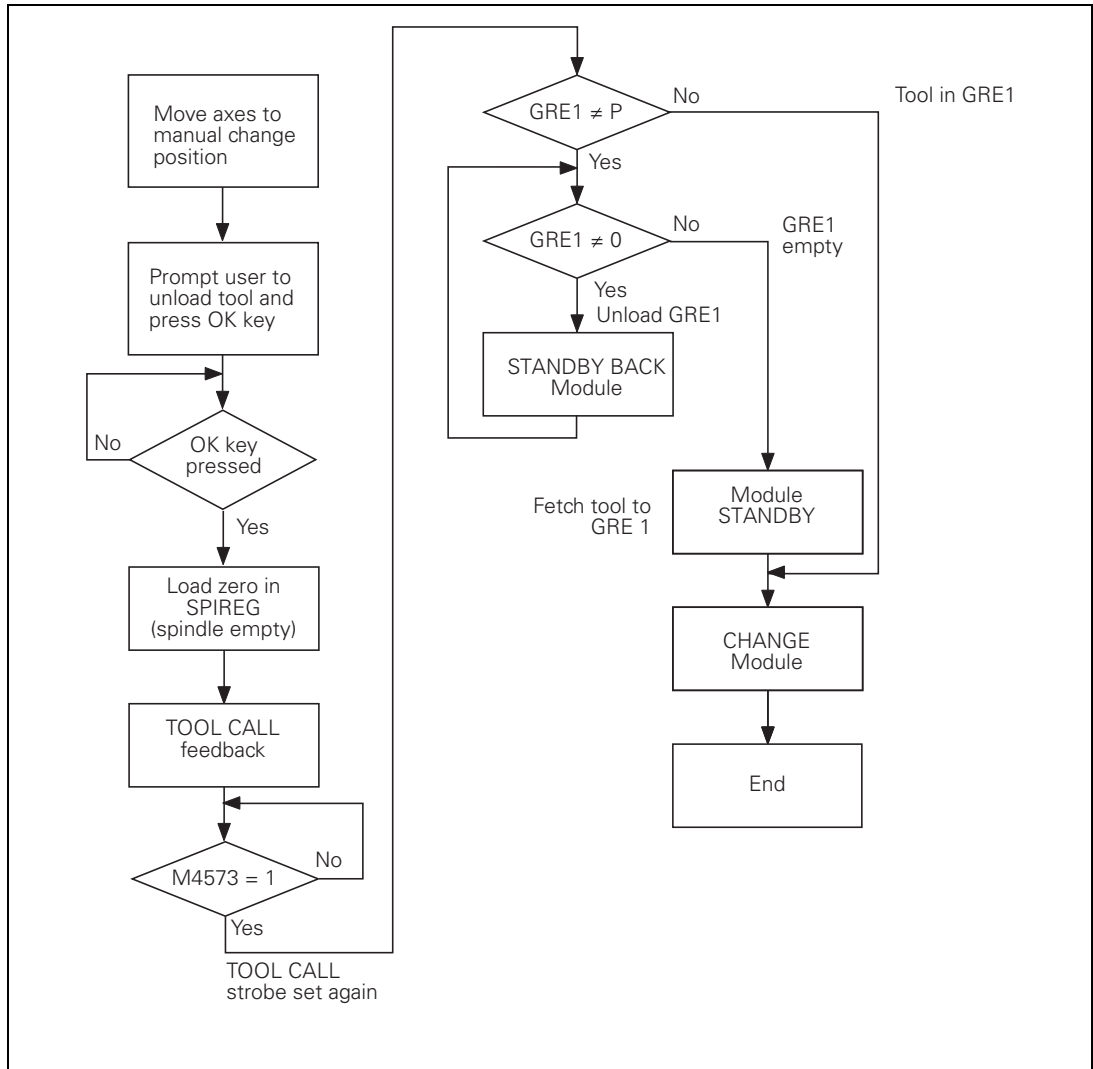 Move axes to
manual change
position
Prompt user to
unload tool and
press OK key
No
OK key
pressed
Yes
Load zero in
SPIREG
(spindle empty)
TOOL CALL
feedback
M4573 = 1
No
Yes
TOOL CALL
strobe set again
GRE1 ≠ P
No
Tool in GRE1
Yes
GRE1 ≠ 0
No
GRE1
empty
Yes
Unload GRE1
STANDBY BACK
Module
Fetch tool to
GRE 1
Module
STANDBY
CHANGE
Module
End